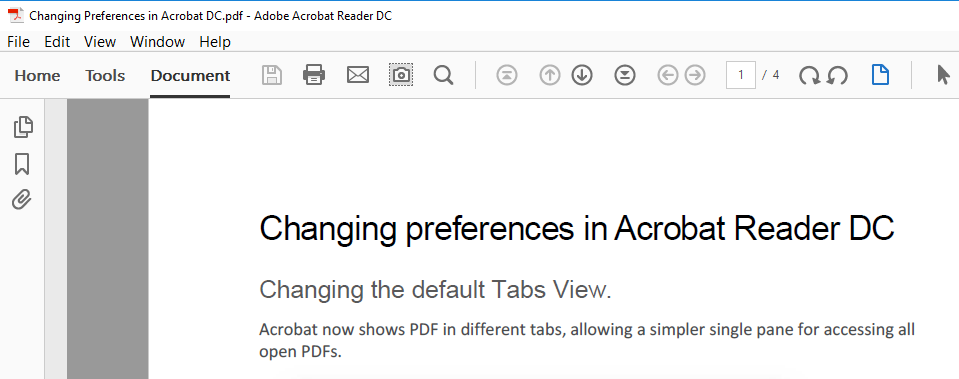 Changing Preferences in Acrobat DC.pdf - Adobe Acrobat Reader DC
File Edit View Window Help
Home Tools Document 1 / 4
Changing preferences in Acrobat Reader DC
Changing the default Tabs View.
Acrobat now shows PDF in different tabs, allowing a simpler single pane for accessing all
open PDFs.